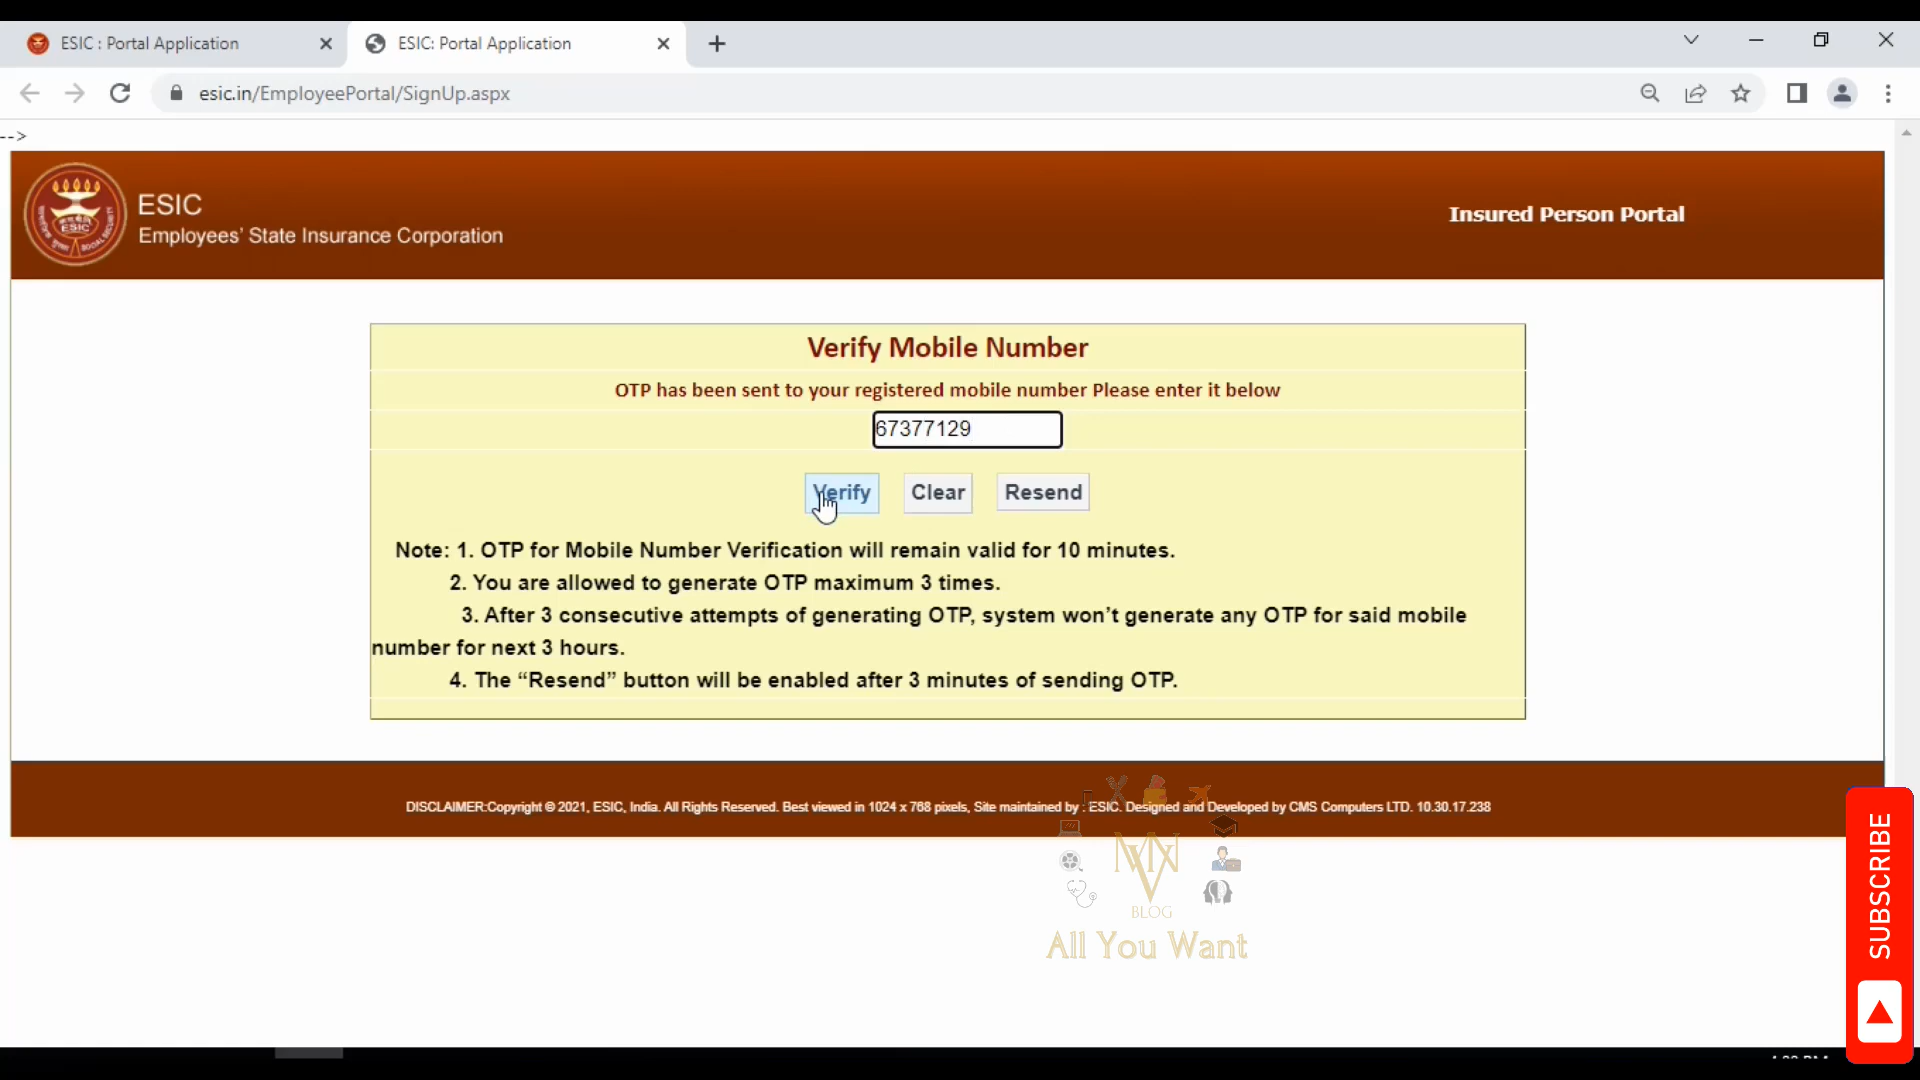 ESIC : Portal Application
ESIC: Portal Application
esic.in/EmployeePortal/SignUp.aspx
-->
ESIC
Employees' State Insurance Corporation
Insured Person Portal
Verify Mobile Number
OTP has been sent to your registered mobile number Please enter it below
67377129
Verify Clear Resend
Note: 1. OTP for Mobile Number Verification will remain valid for 10 minutes.
2. You are allowed to generate OTP maximum 3 times.
3. After 3 consecutive attempts of generating OTP, system won't generate any OTP for said mobile
number for next 3 hours.
4. The “Resend” button will be enabled after 3 minutes of sending OTP.
DISCLAIMER:Copyright © 2021, ESIC, India. All Rights Reserved. Best viewed in 1024 x 768 pixels, Site maintained by : ESIC. Designed and Developed by CMS Computers LTD. 10.30.17.238
BLOG
All You Want
SUBSCRIBE